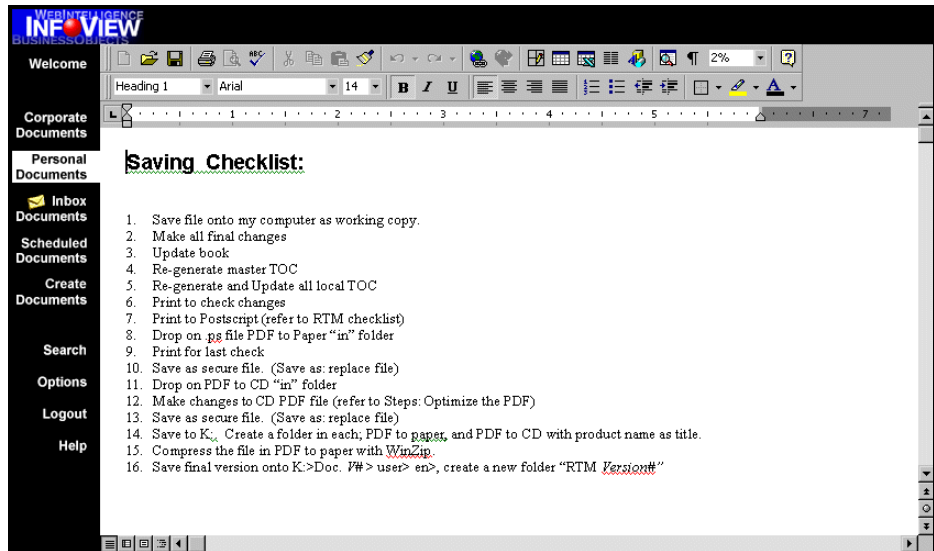 WEBINTELLIGENCE
INFOVIEW
BUSINESSOBJECTS
Welcome
Corporate
Documents
Personal
Documents
Inbox
Documents
Scheduled
Documents
Create
Documents
Search
Options
Logout
Help
ABC
2%
Heading 1 Arial 14 B I U A
1 2 3 4 5 7
Saving Checklist:
1. Save file onto my computer as working copy.
2. Make all final changes
3. Update book
4. Re-generate master TOC
5. Re-generate and Update all local TOC
6. Print to check changes
7. Print to Postscript (refer to RTM checklist)
8. Drop on .ps file PDF to Paper “in” folder
9. Print for last check
10. Save as secure file. (Save as: replace file)
11. Drop on PDF to CD “in” folder
12. Make changes to CD PDF file (refer to Steps: Optimize the PDF)
13. Save as secure file. (Save as: replace file)
14. Save to K:, Create a folder in each; PDF to paper, and PDF to CD with product name as title.
15. Compress the file in PDF to paper with WinZip.
16. Save final version onto K:>Doc. V# > user> en>, create a new folder “RTM Version#”